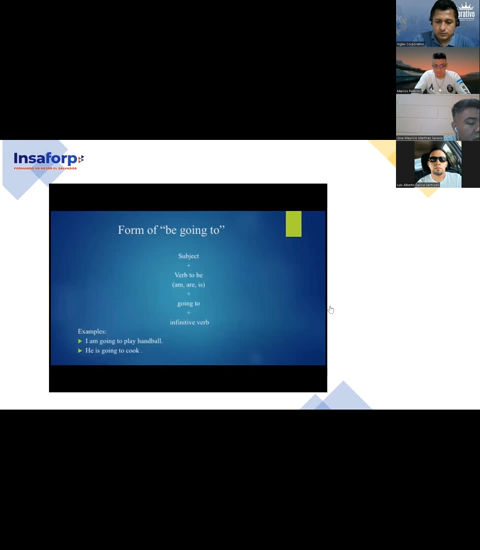 Insaforp
Form of “be going to”
Subject
+
Verb to be
(am, are, is)
+
going to
+
infinitive verb
Examples:
I am going to play handball.
He is going to cook .